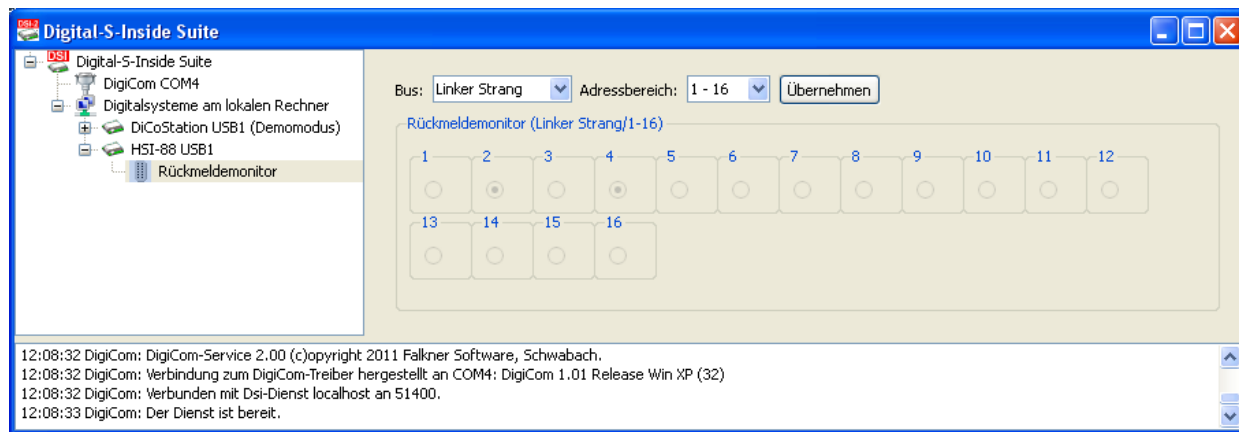 DSI-2
Digital-S-Inside Suite
DSI
Digital-S-Inside Suite
DigiCom COM4
Digitalsysteme am lokalen Rechner
DiCoStation USB1 (Demomodus)
HSI-88 USB1
Rückmeldemonitor
Bus: Linker Strang Adressbereich: 1 - 16 Übernehmen
Rückmeldemonitor (Linker Strang/1-16)
1 2 3 4 5 6 7 8 9 10 11 12
13 14 15 16
12:08:32 DigiCom: DigiCom-Service 2.00 (c)opyright 2011 Falkner Software, Schwabach.
12:08:32 DigiCom: Verbindung zum DigiCom-Treiber hergestellt an COM4: DigiCom 1.01 Release Win XP (32)
12:08:32 DigiCom: Verbunden mit Dsi-Dienst localhost an 51400.
12:08:33 DigiCom: Der Dienst ist bereit.